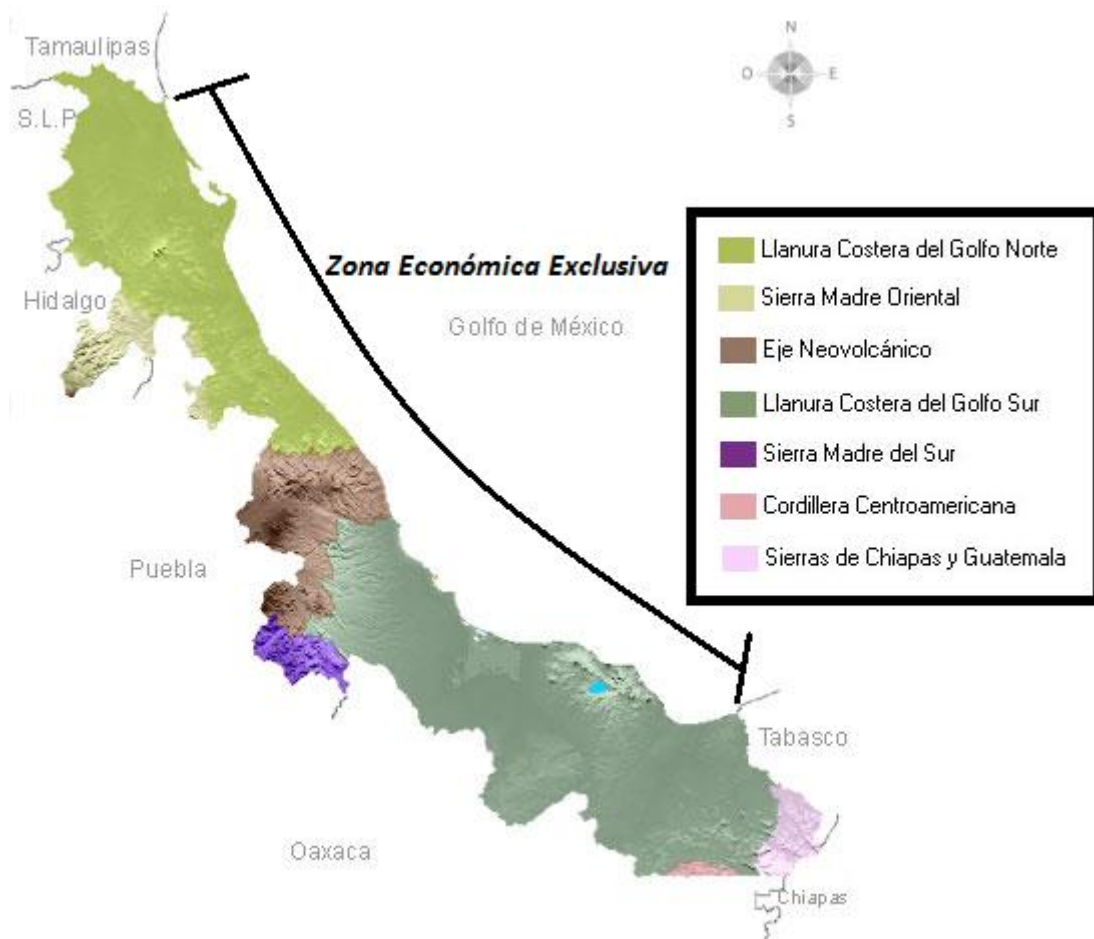 Tamaulipas
N
O
E
S
S.L.P
Zona Económica Exclusiva
Hidalgo
Golfo de México
Llanura Costera del Golfo Norte
Sierra Madre Oriental
Eje Neovolcánico
Llanura Costera del Golfo Sur
Sierra Madre del Sur
Cordillera Centroamericana
Sierras de Chiapas y Guatemala
Puebla
Tabasco
Oaxaca
Chiapas